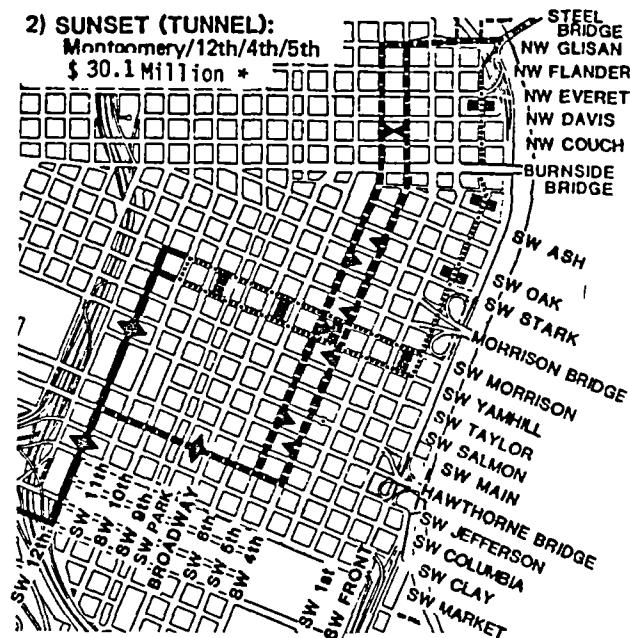 2) SUNSET (TUNNEL):
Montgomery/12th/4th/5th
$ 30.1 Million *
STEEL
BRIDGE
NW GLISAN
NW FLANDER
NW EVERET
NW DAVIS
NW COUCH
BURNSIDE
BRIDGE
SW ASH
SW OAK
SW STARK
MORRISON BRIDGE
SW MORRISON
SW YAMHILL
SW TAYLOR
SW SALMON
SW MAIN
HAWTHORNE BRIDGE
SW JEFFERSON
SW COLUMBIA
SW CLAY
SW MARKET
SW 12th
SW 11th
SW 10th
SW 9th
SW PARK
BROADWAY
SW 6th
SW 5th
SW 4th
SW 1st
SW FRONT